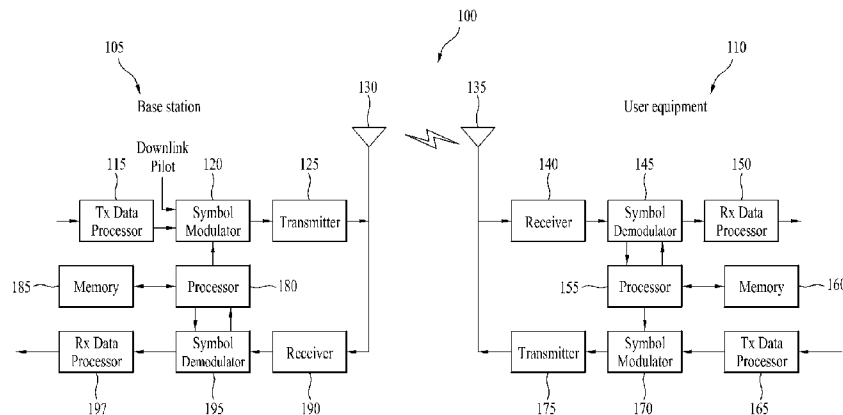 100
105
110
Base station
130
135
User equipment
Downlink
Pilot
115
120
125
140
145
150
Tx Data
Processor
Symbol
Modulator
Transmitter
Receiver
Symbol
Demodulator
Rx Data
Processor
185
Memory
Processor
180
155
Processor
Memory
160
Rx Data
Processor
Symbol
Demodulator
Receiver
Transmitter
Symbol
Modulator
Tx Data
Processor
197
195
190
175
170
165